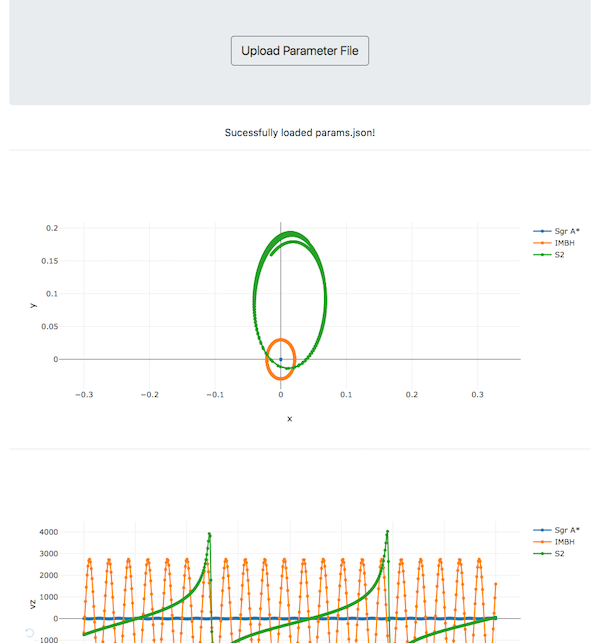 Upload Parameter File
Sucessfully loaded params.json!
0.2
0.15
0.1
0.05
0
y
−0.3
−0.2
−0.1
0
0.1
0.2
0.3
x
Sgr A*
IMBH
S2
4000
3000
2000
1000
0
1000
vz
Sgr A*
IMBH
S2